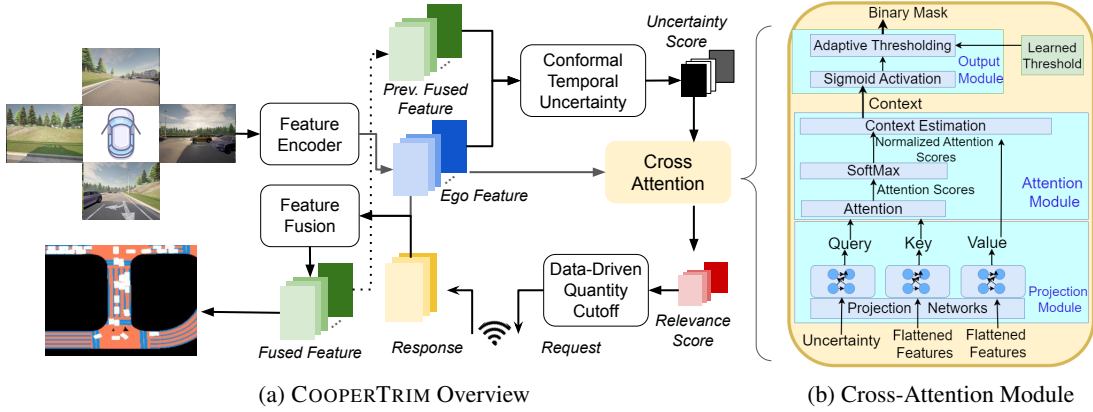 Feature
Encoder
Prev. Fused
Feature
Ego Feature
Conformal
Temporal
Uncertainty
Uncertainty
Score
Cross
Attention
Feature
Fusion
Fused Feature
Response
Request
Data-Driven
Quantity
Cutoff
Relevance
Score
(a) COOPERTRIM Overview
Binary Mask
Adaptive Thresholding
Learned
Threshold
Output
Module
Sigmoid Activation
Context
Context Estimation
Normalized Attention
Scores
SoftMax
Attention Scores
Attention
Module
Attention
Query
Key
Value
Projection
Networks
Projection
Module
Uncertainty
Flattened
Features
Flattened
Features
(b) Cross-Attention Module